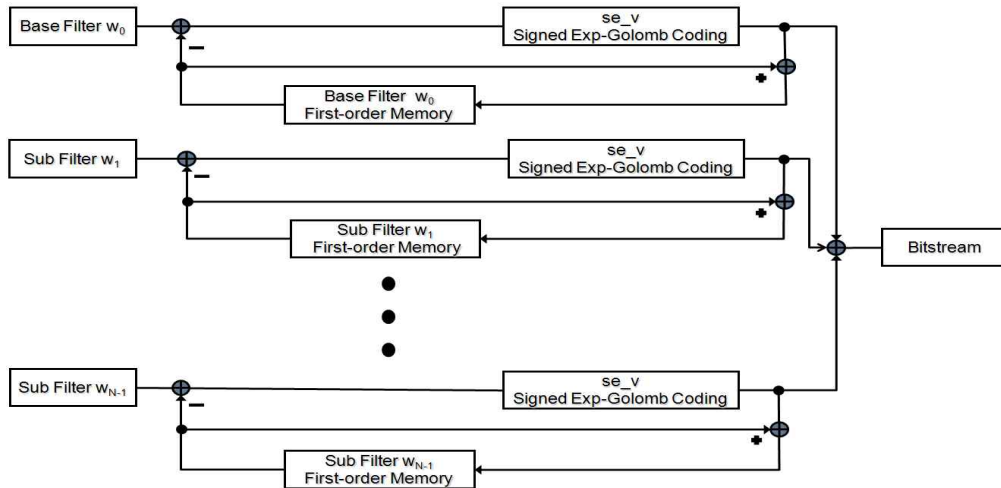 Base Filter w₀
se_v
Signed Exp-Golomb Coding
−
+
Base Filter w₀
First-order Memory
Sub Filter w₁
se_v
Signed Exp-Golomb Coding
−
+
Sub Filter w₁
First-order Memory
Bitstream
Sub Filter w_N-1
se_v
Signed Exp-Golomb Coding
−
+
Sub Filter w_N-1
First-order Memory